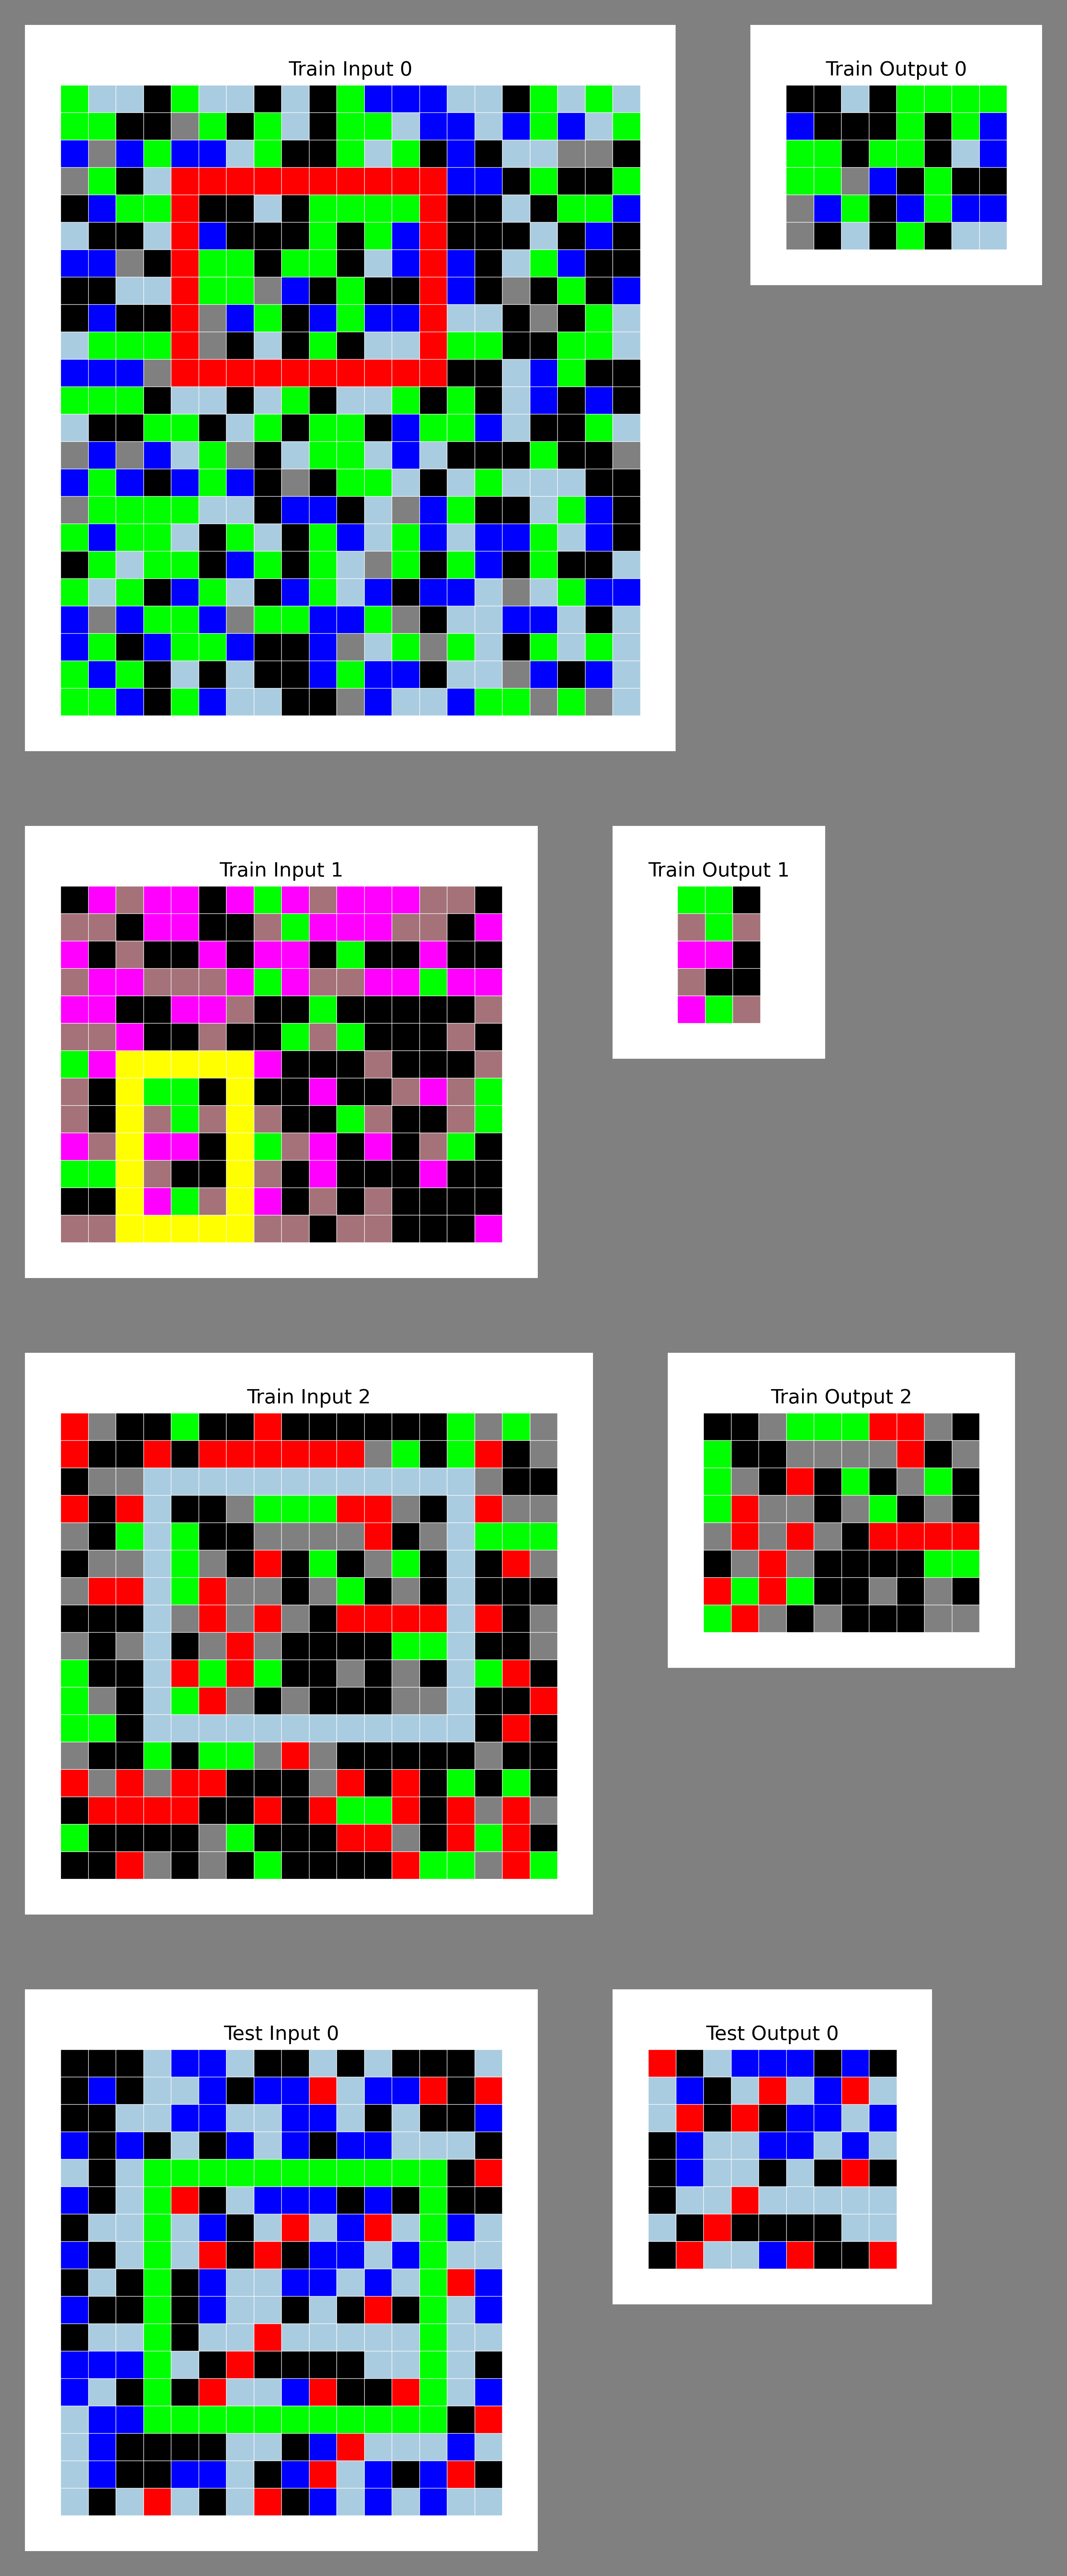 Train Input 0
Train Output 0
Train Input 1
Train Output 1
Train Input 2
Train Output 2
Test Input 0
Test Output 0